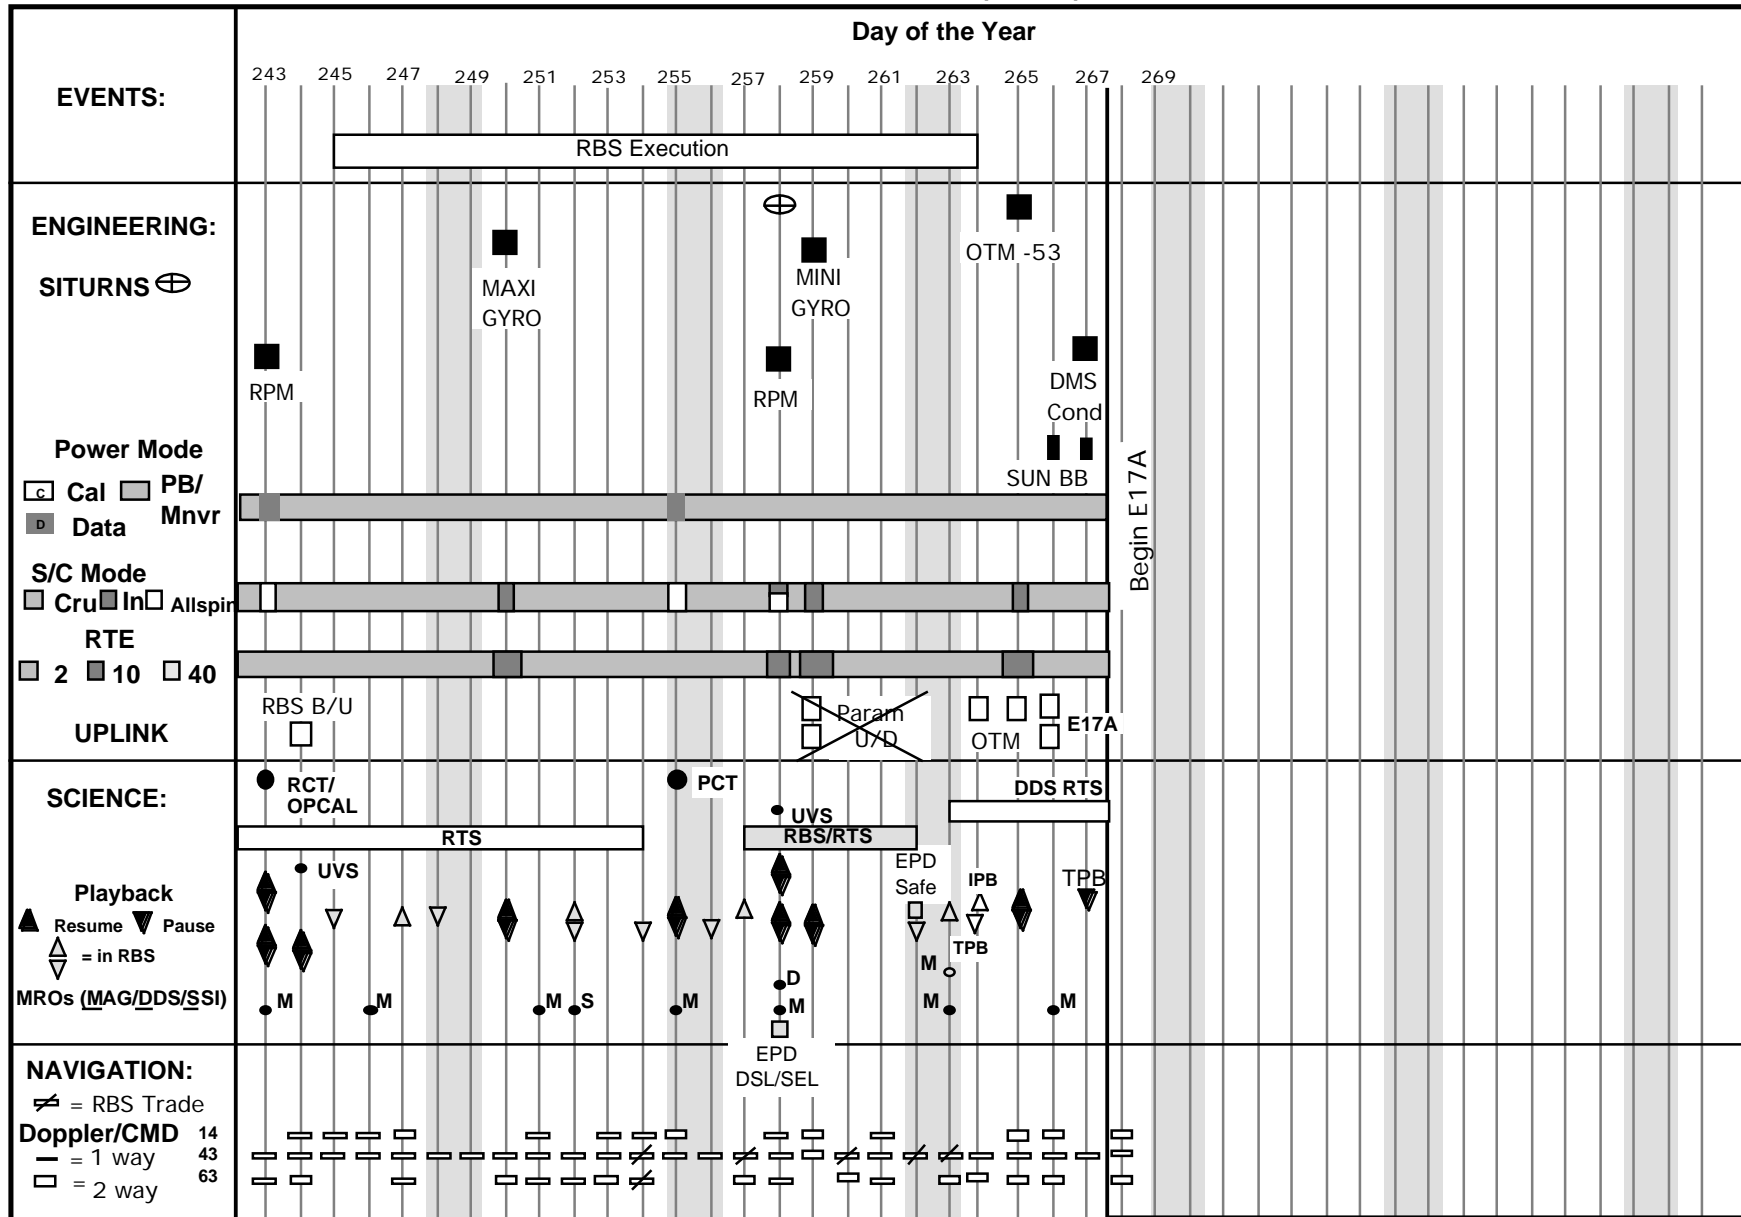 Day of the Year
243 245 247 249 251 253 255 257 259 261 263 265 267 269
EVENTS:
RBS Execution
ENGINEERING:
SITURNS
MAXI
GYRO
MINI
GYRO
OTM -53
RPM
RPM
DMS
Cond
SUN BB
Begin E17A
Power Mode
C Cal PB/
Mnvr
D Data
S/C Mode
Cru In Allspin
RTE
2 10 40
UPLINK
RBS B/U
Param
U/D
OTM
E17A
SCIENCE:
RCT/
OPCAL
PCT
UVS
DDS RTS
RTS
RBS/RTS
UVS
EPD
Safe
IPB
TPB
TPB
Playback
Resume Pause
= in RBS
MROs (MAG/DDS/SSI)
M M M S M D M M M M
EPD
DSL/SEL
NAVIGATION:
= RBS Trade
Doppler/CMD 14
= 1 way 43
= 2 way 63